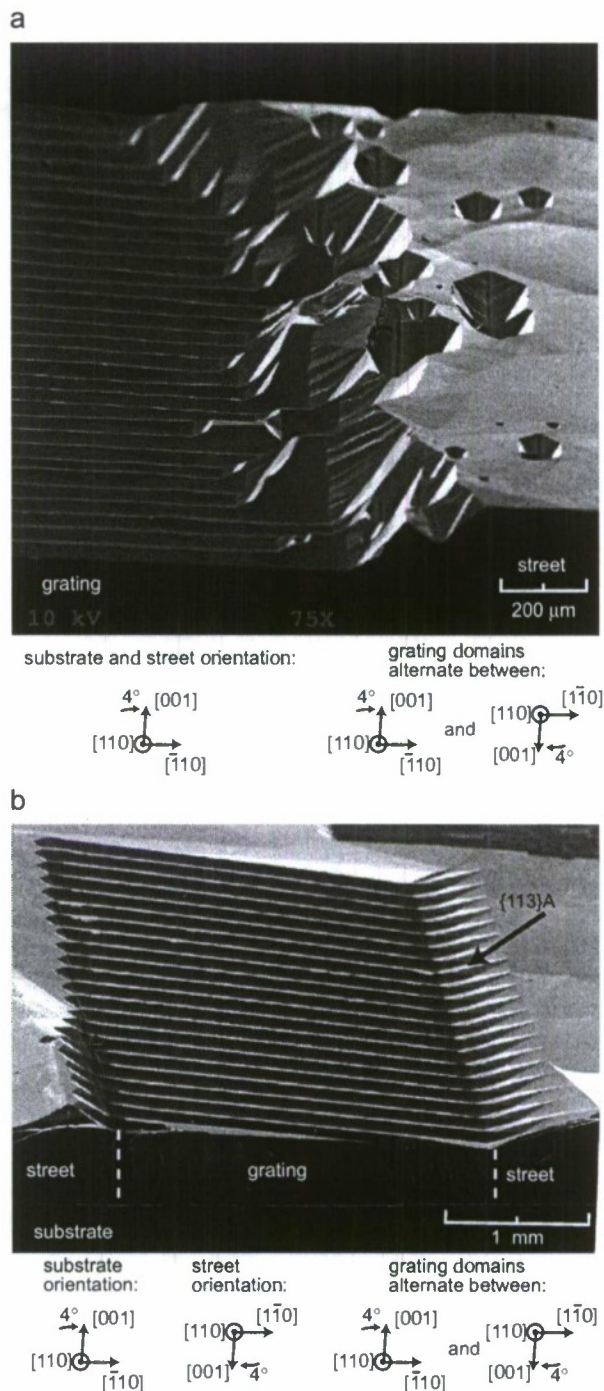 a
grating
street
200 μm
10 kV 75X
substrate and street orientation:
grating domains
alternate between:
4° [001]
[110]
[1̄10]
4° [001]
[110]
[1̄10]
and
[110] [11̄0]
[001] 4°
b
{113}A
street grating street
substrate
1 mm
substrate
orientation:
street
orientation:
grating domains
alternate between:
4° [001]
[110]
[1̄10]
[110] [11̄0]
[001] 4°
4° [001]
[110]
[1̄10]
and
[110] [11̄0]
[001] 4°